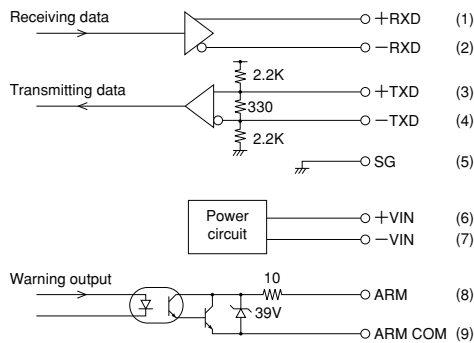 Receiving data +RXD (1)
−RXD (2)
2.2K
Transmitting data +TXD (3)
330
−TXD (4)
2.2K
SG (5)
Power circuit
+VIN (6)
−VIN (7)
Warning output 10
ARM (8)
39V
ARM COM (9)